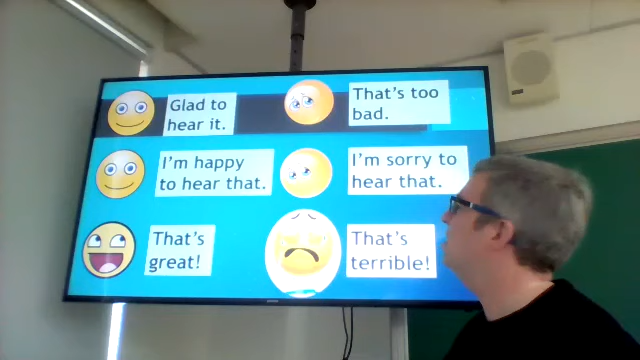 Glad to
hear it.
That's too
bad.
I'm happy
to hear that.
I'm sorry to
hear that.
That's
great!
That's
terrible!